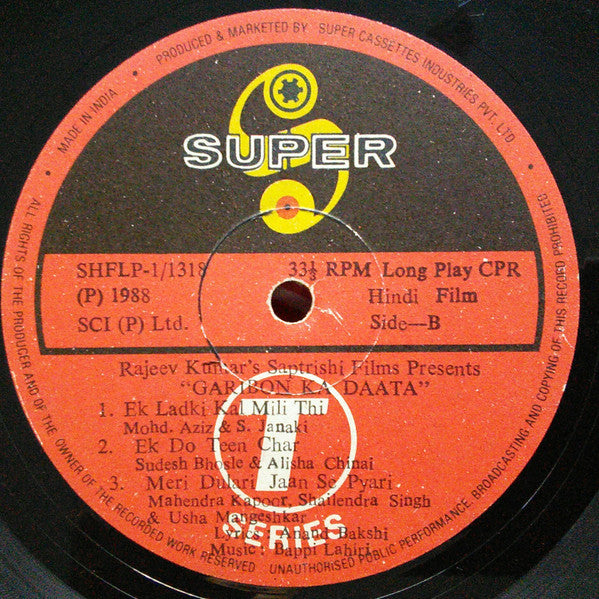 MADE IN INDIA • PRODUCED & MARKETED BY SUPER CASSETTES INDUSTRIES PVT. LTD.
SUPER
SHFLP-1/1318
33⅓ RPM Long Play CPR
(P) 1988
Hindi Film
SCI (P) Ltd.
Side—B
Rajeev Kumar's Saptrishi Films Presents
"GARIBON KA DAATA"
1. Ek Ladki Kal Mili Thi
Mohd. Aziz & S. Janaki
2. Ek Do Teen Char
Sudesh Bhosle & Alisha Chinai
3. Meri Dulari Jaan Se Pyari
Mahendra Kapoor, Shailendra Singh
& Usha Mangeshkar
Lyrics: Anand Bakshi
Music: Bappi Lahiri
T
SERIES
ALL RIGHTS OF THE PRODUCER AND OF THE OWNER OF THE RECORDED WORK RESERVED UNAUTHORISED PUBLIC PERFORMANCE, BROADCASTING AND COPYING OF THIS RECORD PROHIBITED.